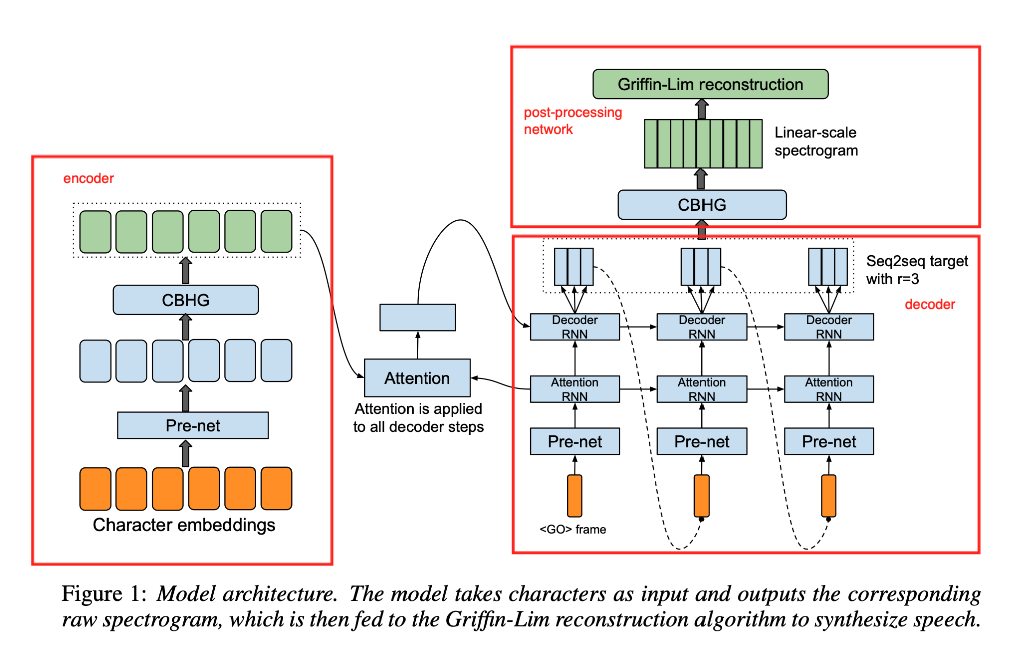 Griffin-Lim reconstruction
post-processing
network
Linear-scale
spectrogram
CBHG
encoder
CBHG
Pre-net
Character embeddings
Attention
Attention is applied
to all decoder steps
Seq2seq target
with r=3
decoder
Decoder
RNN
Decoder
RNN
Decoder
RNN
Attention
RNN
Attention
RNN
Attention
RNN
Pre-net
Pre-net
Pre-net
<GO> frame
Figure 1: Model architecture. The model takes characters as input and outputs the corresponding
raw spectrogram, which is then fed to the Griffin-Lim reconstruction algorithm to synthesize speech.